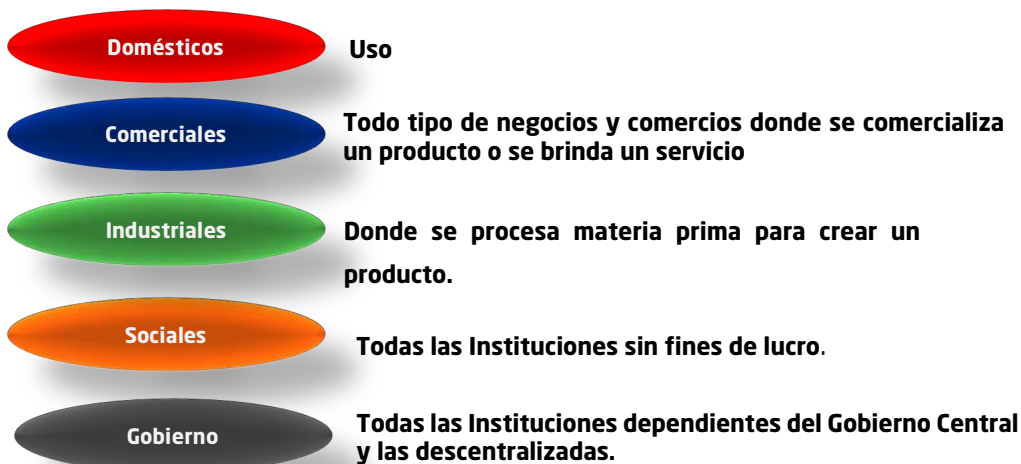 Domésticos
Uso
Comerciales
Todo tipo de negocios y comercios donde se comercializa
un producto o se brinda un servicio
Industriales
Donde se procesa materia prima para crear un
producto.
Sociales
Todas las Instituciones sin fines de lucro.
Gobierno
Todas las Instituciones dependientes del Gobierno Central
y las descentralizadas.